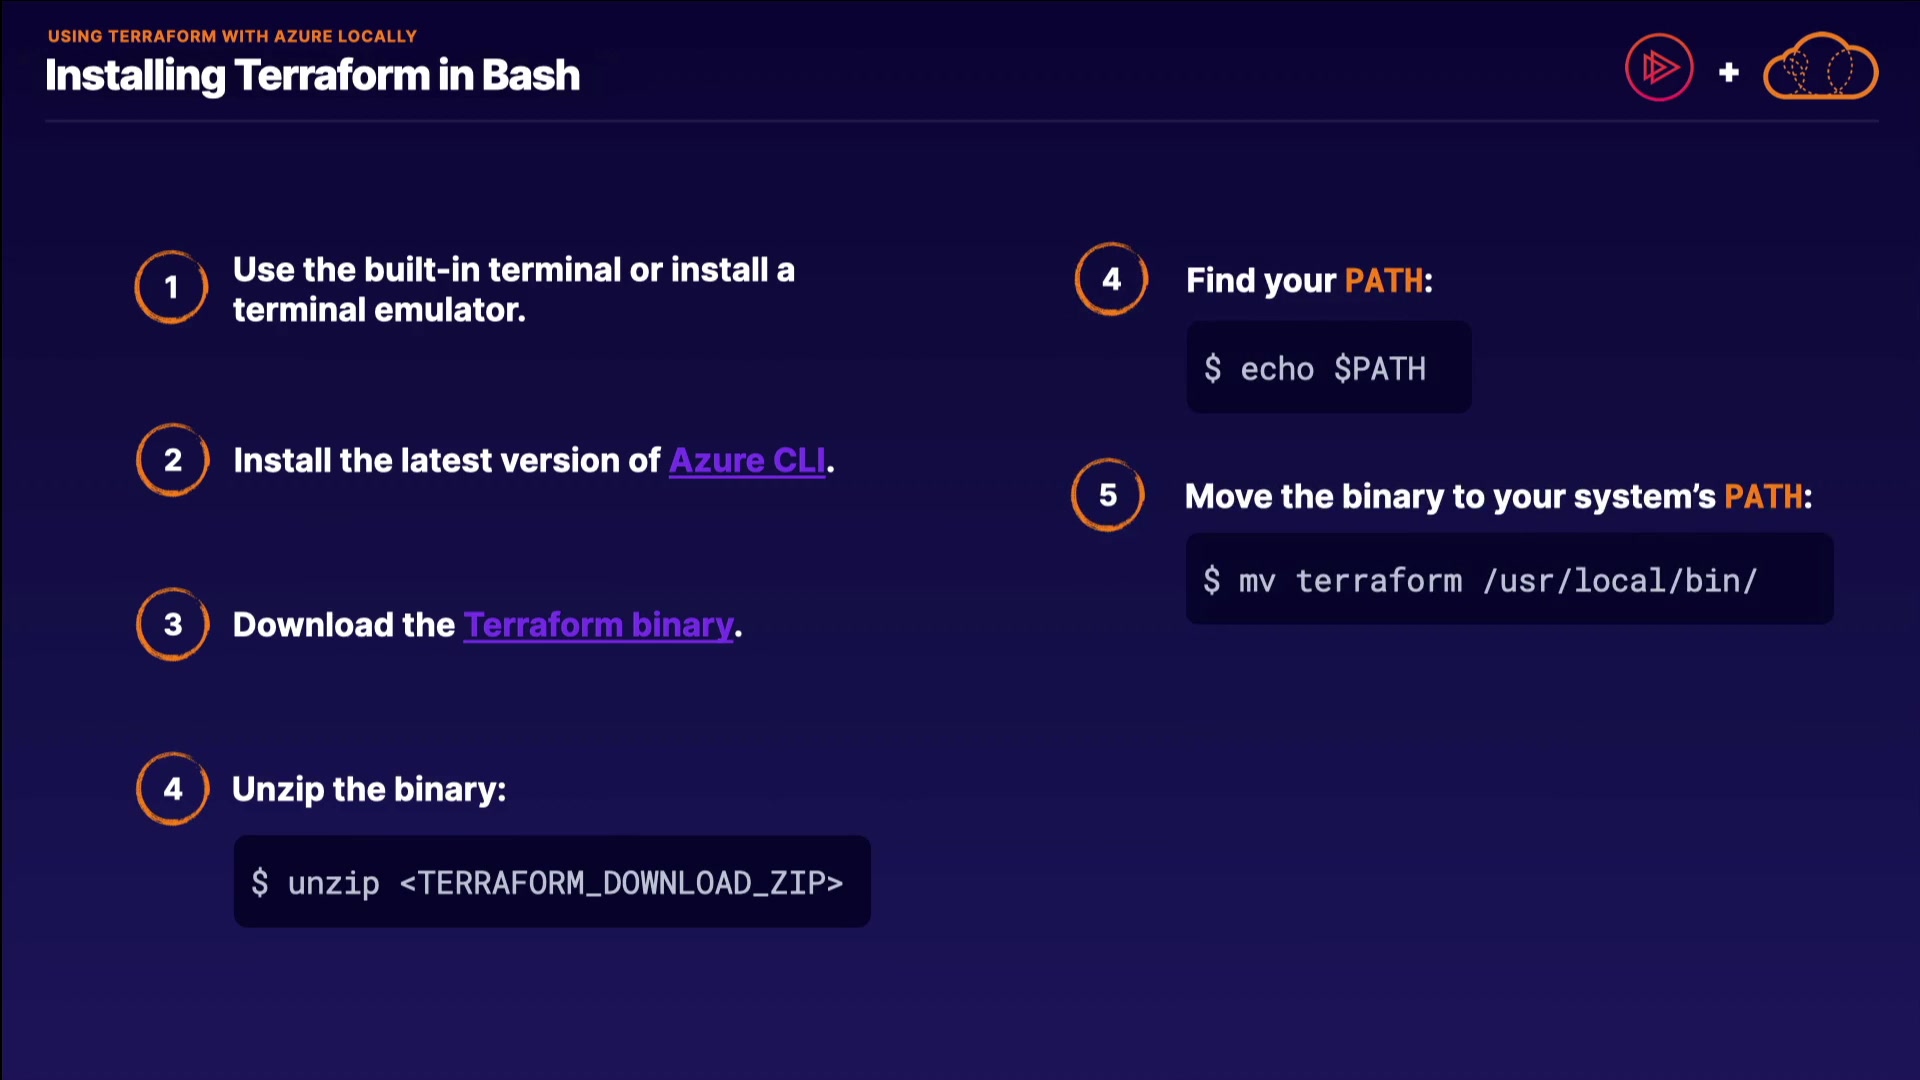 USING TERRAFORM WITH AZURE LOCALLY
Installing Terraform in Bash
1
Use the built-in terminal or install a
terminal emulator.
2
Install the latest version of Azure CLI.
3
Download the Terraform binary.
4
Unzip the binary:
$ unzip <TERRAFORM_DOWNLOAD_ZIP>
4
Find your PATH:
$ echo $PATH
5
Move the binary to your system’s PATH:
$ mv terraform /usr/local/bin/